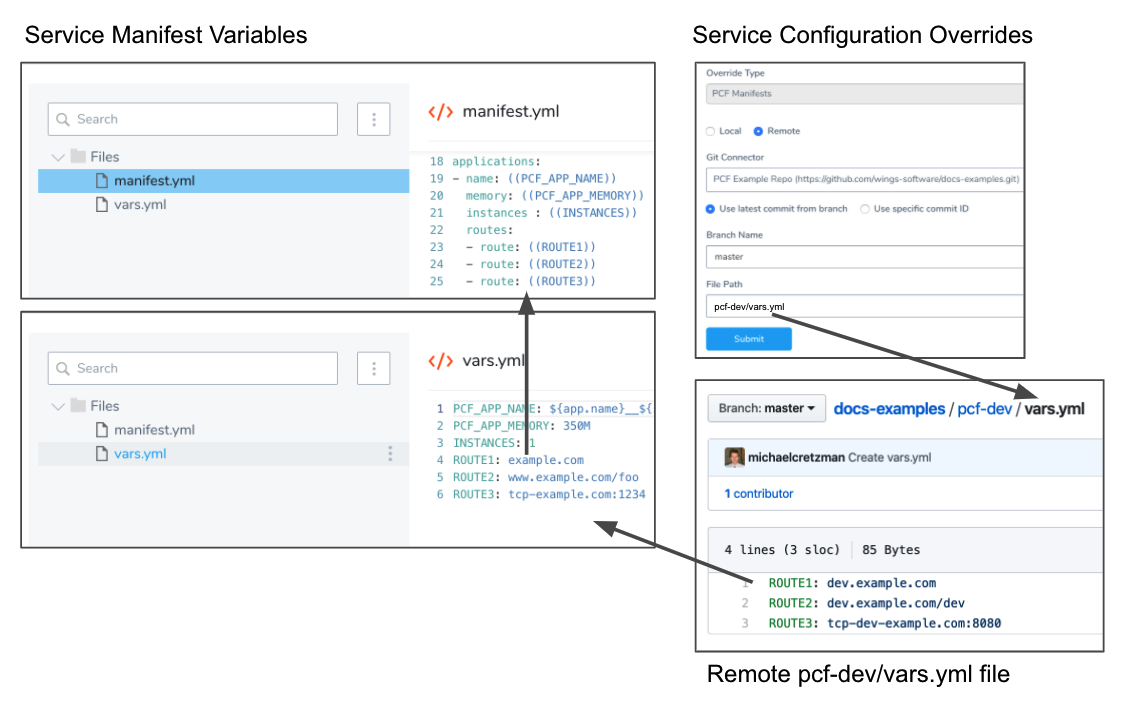 Service Manifest Variables
Search
Files
manifest.yml
vars.yml
</> manifest.yml
18 applications:
19 - name: ((PCF_APP_NAME))
20 memory: ((PCF_APP_MEMORY))
21 instances : ((INSTANCES))
22 routes:
23 - route: ((ROUTE1))
24 - route: ((ROUTE2))
25 - route: ((ROUTE3))
Search
Files
manifest.yml
vars.yml
</> vars.yml
1 PCF_APP_NAME: ${app.name}__${
2 PCF_APP_MEMORY: 350M
3 INSTANCES: 1
4 ROUTE1: example.com
5 ROUTE2: www.example.com/foo
6 ROUTE3: tcp-example.com:1234
Service Configuration Overrides
Override Type
PCF Manifests
Local Remote
Git Connector
PCF Example Repo (https://github.com/wings-software/docs-examples.git)
Use latest commit from branch Use specific commit ID
Branch Name
master
File Path
pcf-dev/vars.yml
Submit
Branch: master docs-examples / pcf-dev / vars.yml
michaelcretzman Create vars.yml
1 contributor
4 lines (3 sloc) 85 Bytes
1 ROUTE1: dev.example.com
2 ROUTE2: dev.example.com/dev
3 ROUTE3: tcp-dev-example.com:8080
Remote pcf-dev/vars.yml file